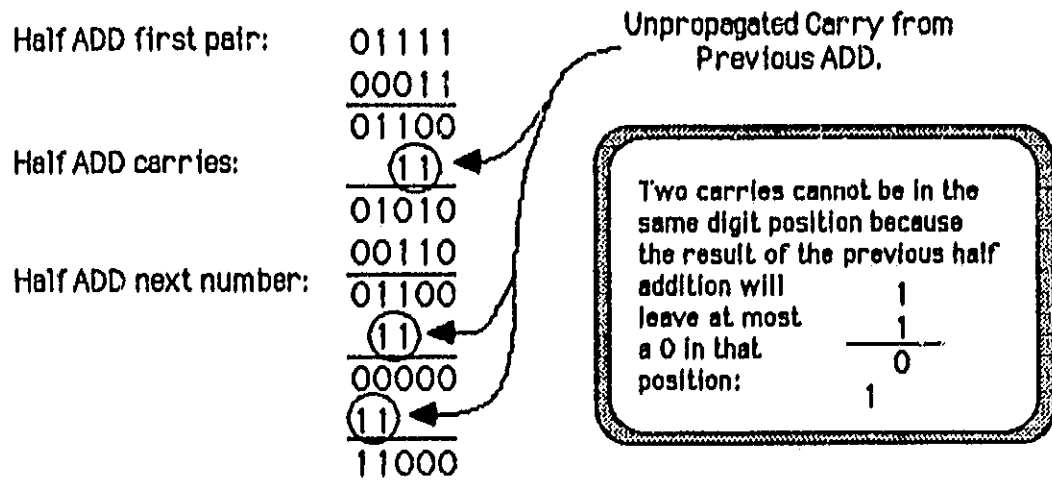 Half ADD first pair:
01111
00011
01100
Half ADD carries:
11
01010
00110
Half ADD next number:
01100
11
00000
11
11000
Unpropagated Carry from
Previous ADD.
Two carries cannot be in the
same digit position because
the result of the previous half
addition will
leave at most
a 0 in that
position:
1
1
0
1